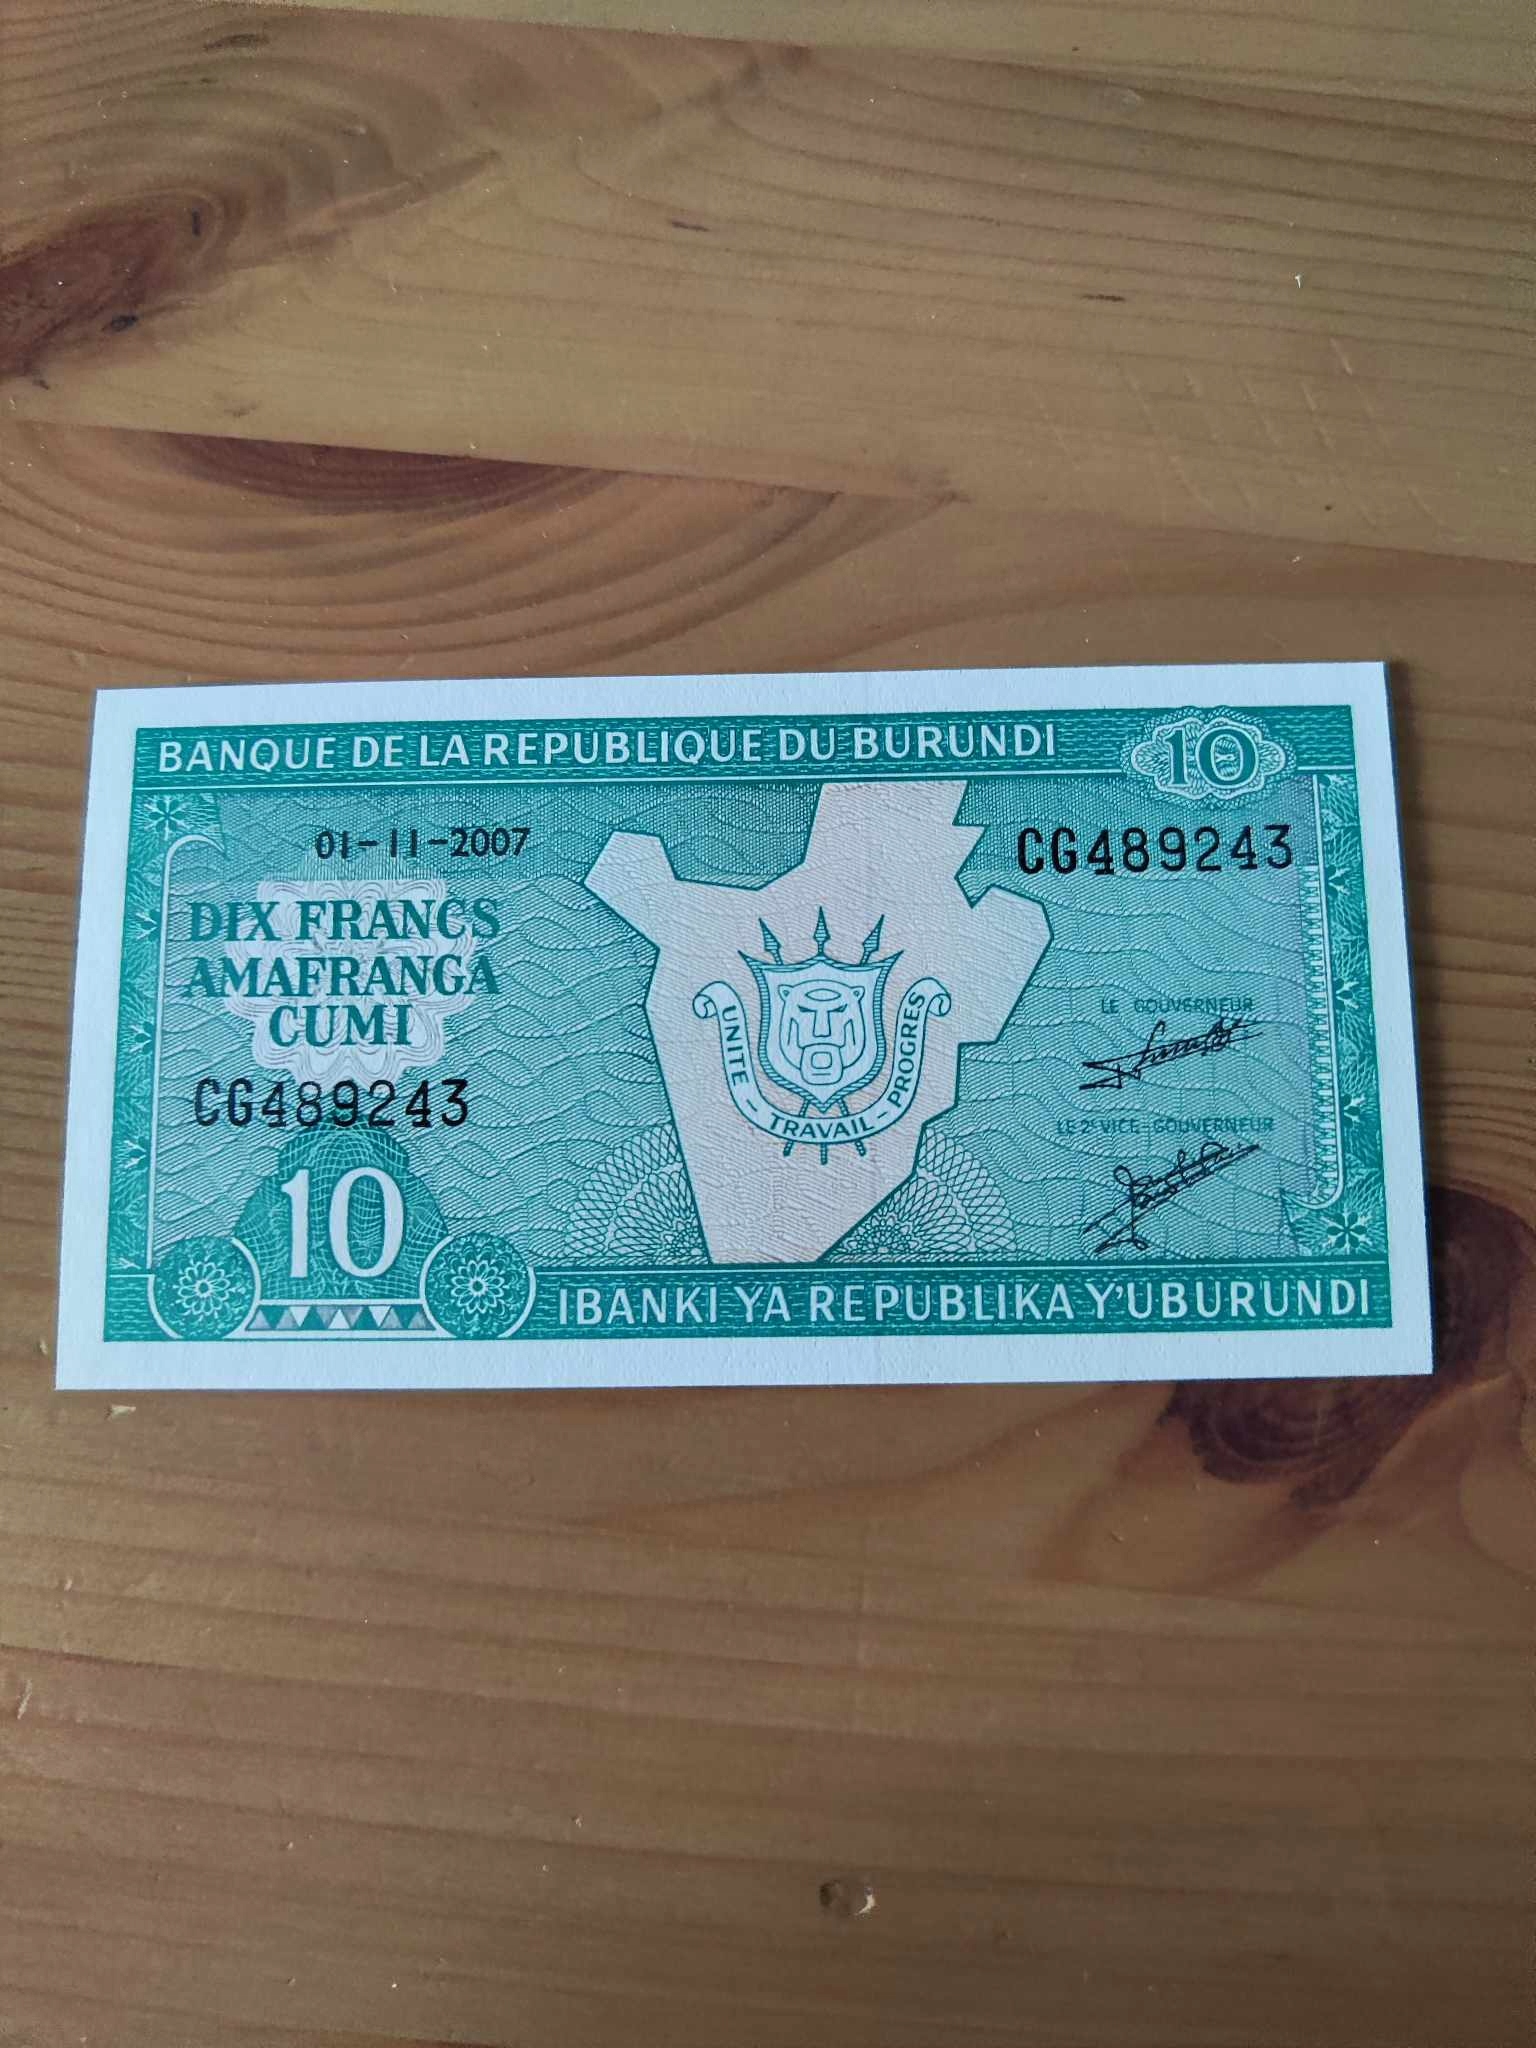 BANQUE DE LA REPUBLIQUE DU BURUNDI
10
01-11-2007
CG489243
DIX FRANCS
AMAFRANGA
CUMI
CG489243
UNITE - TRAVAIL - PROGRES
LE GOUVERNEUR
LE 2E VICE-GOUVERNEUR
10
IBANKI YA REPUBLIKA Y'UBURUNDI